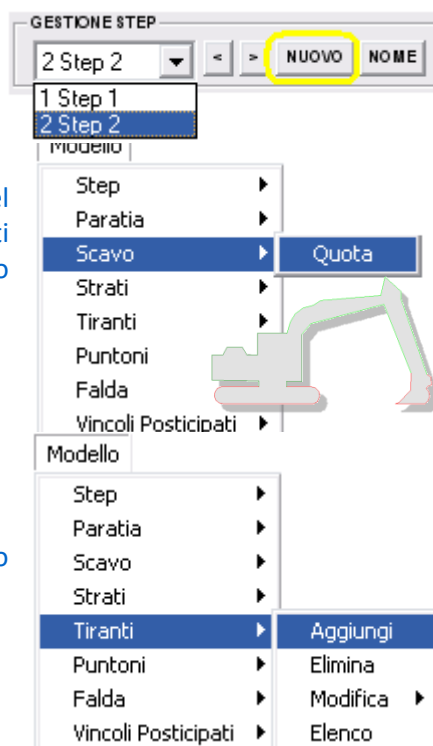 GESTIONE STEP
2 Step 2 < > NUOVO NOME
1 Step 1
2 Step 2
Modello
Step
Paratia
Scavo Quota
Strati
Tiranti
Puntoni
Falda
Vincoli Posticipati
Modello
Step
Paratia
Scavo
Strati
Tiranti Aggiungi
Puntoni Elimina
Falda Modifica
Vincoli Posticipati Elenco